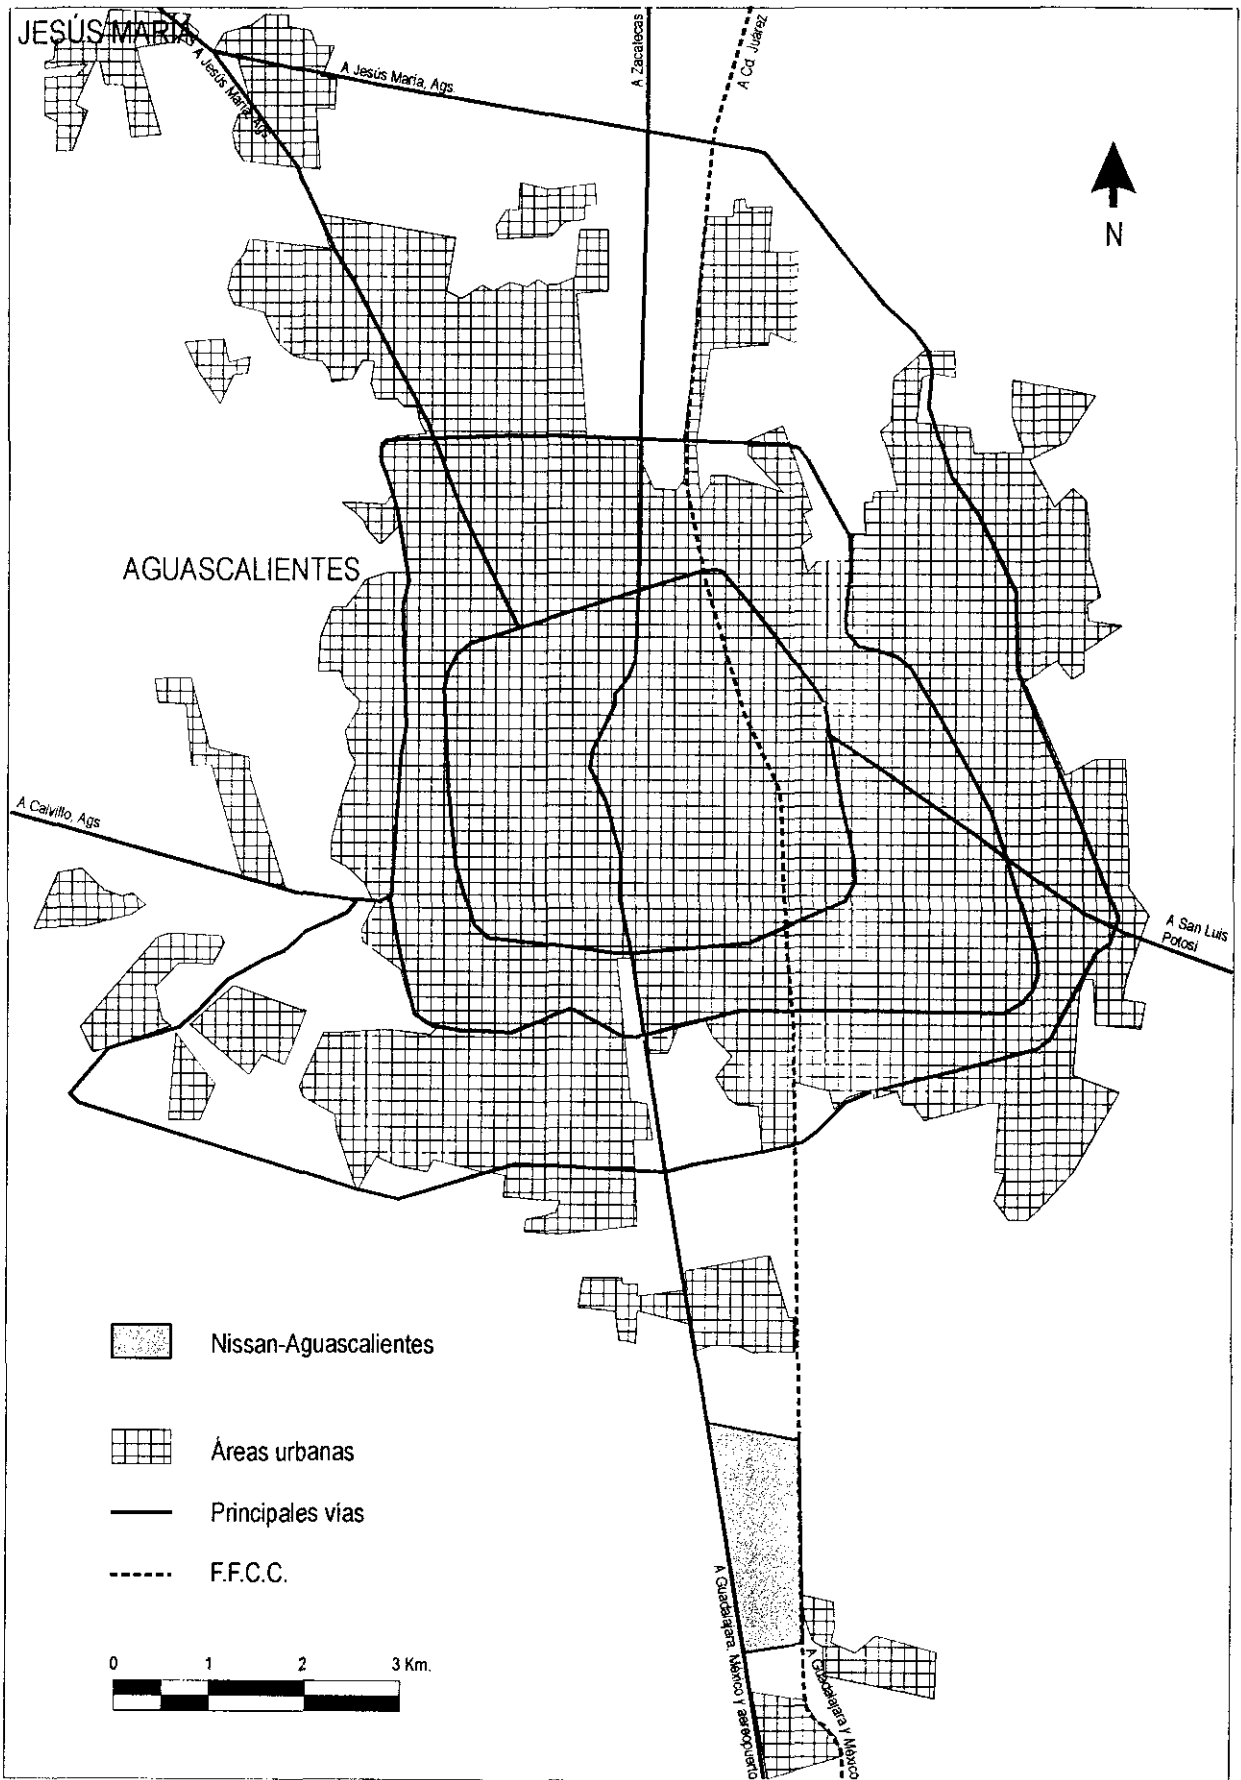 JESÚS MARÍA
A Jesús María, Ags.
A Jesús María, Ags.
A Zacatecas
A Cd. Juárez
N
AGUASCALIENTES
A Calvillo, Ags
A San Luis
Potosí
Nissan-Aguascalientes
Áreas urbanas
Principales vías
F.F.C.C.
0 1 2 3 Km.
A Guadalajara, México y aereopuerto
A Guadalajara y México